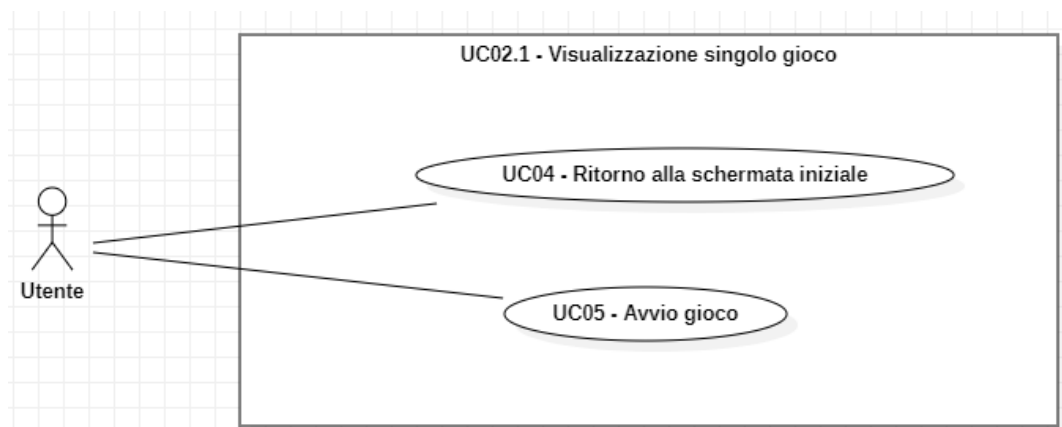 UC02.1 - Visualizzazione singolo gioco
UC04 - Ritorno alla schermata iniziale
Utente
UC05 - Avvio gioco